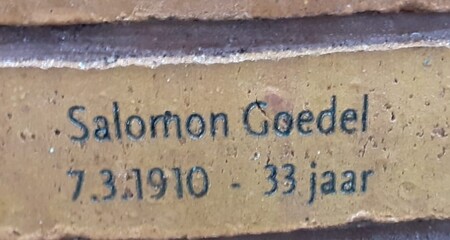 Salomon Goedel
7.3.1910 - 33 jaar